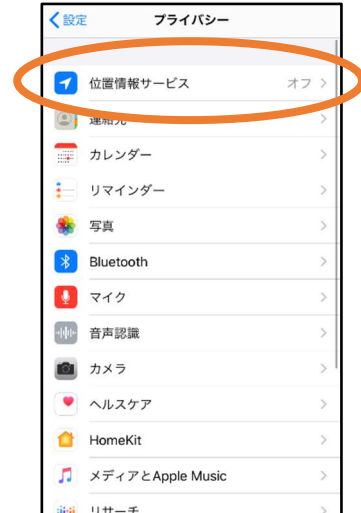 設定 プライバシー
位置情報サービス オフ
連絡先
カレンダー
リマインダー
写真
Bluetooth
マイク
音声認識
カメラ
ヘルスケア
HomeKit
メディアとApple Music
リサーチ